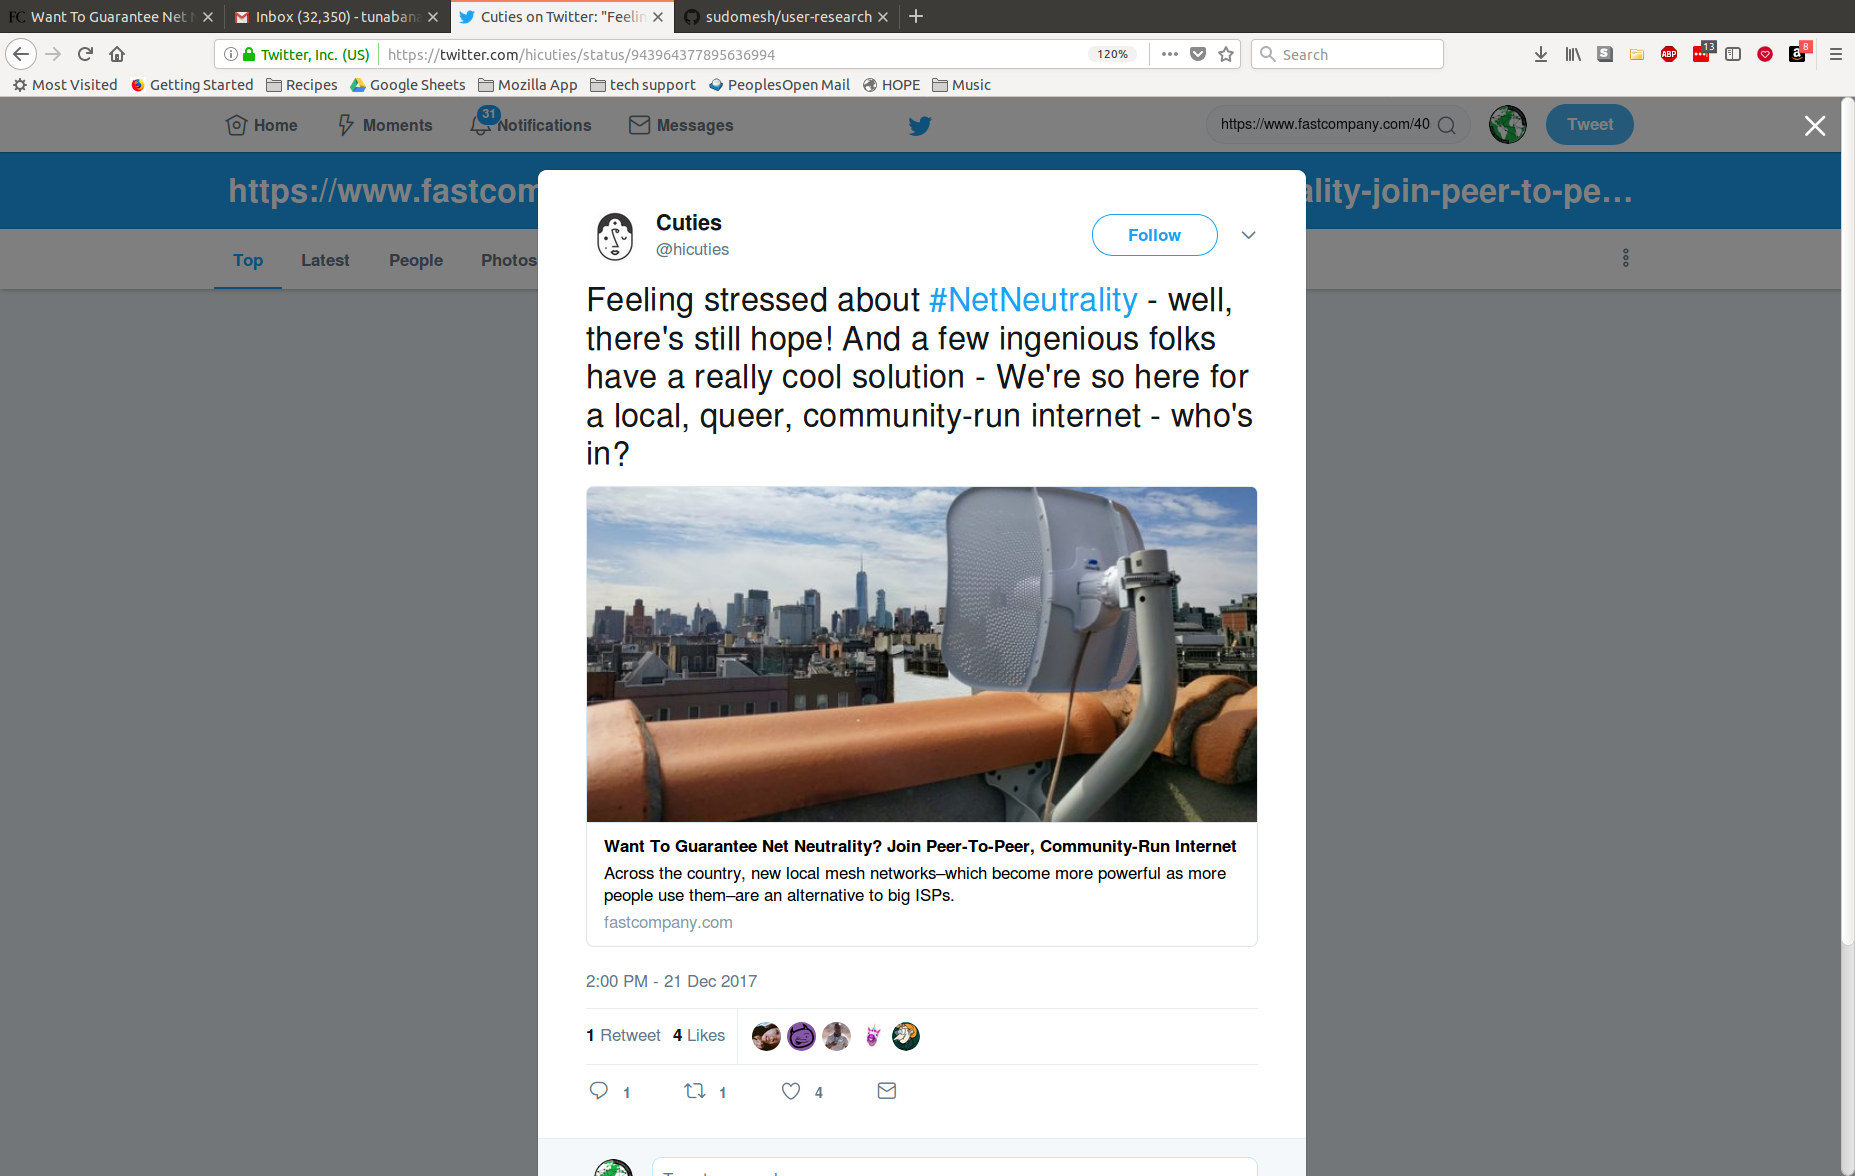 FC Want To Guarantee Net N
Inbox (32,350) - tunabana
Cuties on Twitter: "Feelin
sudomesh/user-research
Twitter, Inc. (US)
https://twitter.com/hicuties/status/943964377895636994
120%
Search
S
ABP
13
a
8
Most Visited
Getting Started
Recipes
Google Sheets
Mozilla App
tech support
PeoplesOpen Mail
HOPE
Music
Home
Moments
31
Notifications
Messages
https://www.fastcompany.com/40
Tweet
https://www.fastcom
ality-join-peer-to-pe...
Top
Latest
People
Photos
Cuties
@hicuties
Follow
Feeling stressed about #NetNeutrality - well,
there's still hope! And a few ingenious folks
have a really cool solution - We're so here for
a local, queer, community-run internet - who's
in?
Want To Guarantee Net Neutrality? Join Peer-To-Peer, Community-Run Internet
Across the country, new local mesh networks–which become more powerful as more
people use them–are an alternative to big ISPs.
fastcompany.com
2:00 PM - 21 Dec 2017
1 Retweet 4 Likes
1
1
4